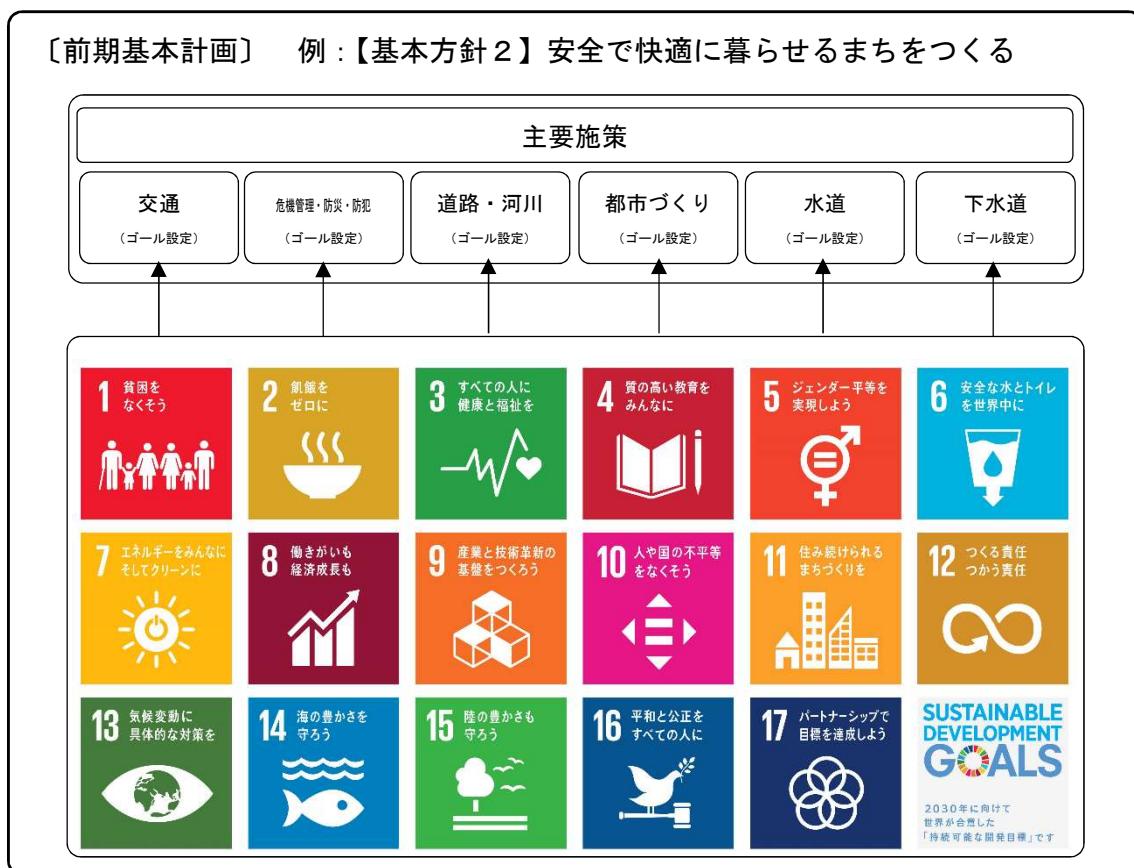 〔前期基本計画〕 例:【基本方針2】安全で快適に暮らせるまちをつくる
主要施策
交通
(ゴール設定)
危機管理・防災・防犯
(ゴール設定)
道路・河川
(ゴール設定)
都市づくり
(ゴール設定)
水道
(ゴール設定)
下水道
(ゴール設定)
1 貧困を
なくそう
2 飢餓を
ゼロに
3 すべての人に
健康と福祉を
4 質の高い教育を
みんなに
5 ジェンダー平等を
実現しよう
6 安全な水とトイレ
を世界中に
7 エネルギーをみんなに
そしてクリーンに
8 働きがいも
経済成長も
9 産業と技術革新の
基盤をつくろう
10 人や国の不平等
をなくそう
11 住み続けられる
まちづくりを
12 つくる責任
つかう責任
13 気候変動に
具体的な対策を
14 海の豊かさを
守ろう
15 陸の豊かさも
守ろう
16 平和と公正を
すべての人に
17 パートナーシップで
目標を達成しよう
SUSTAINABLE
DEVELOPMENT
GOALS
2030年に向けて
世界が合意した
「持続可能な開発目標」です